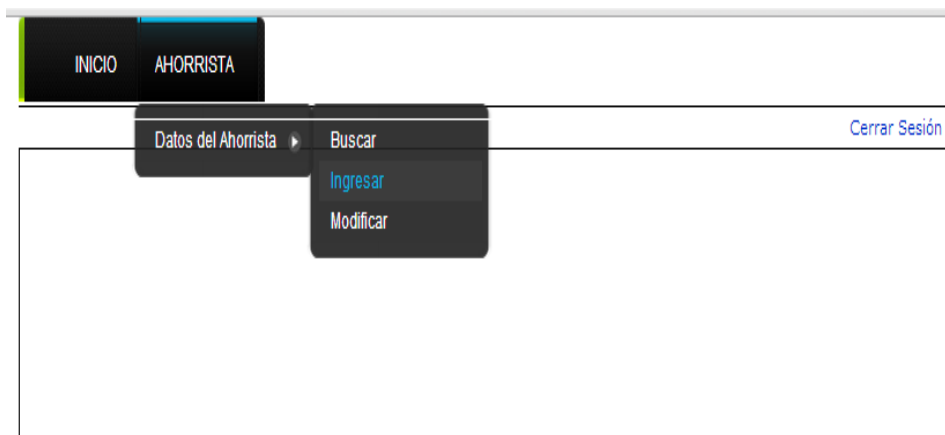 INICIO AHORRISTA
Cerrar Sesión
Datos del Ahorrista Buscar
Ingresar
Modificar